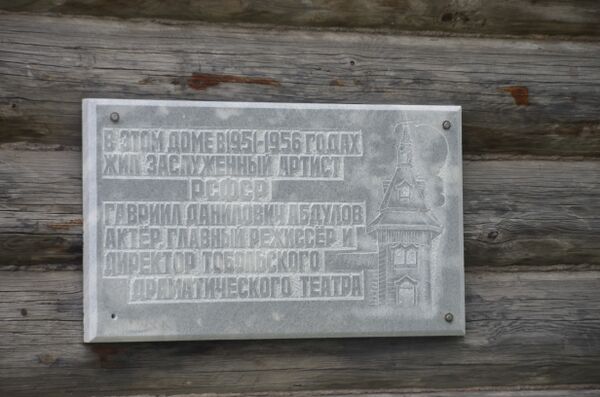 В ЭТОМ ДОМЕ В 1951-1956 ГОДАХ
ЖИЛ ЗАСЛУЖЕННЫЙ АРТИСТ
РСФСР
ГАВРИИЛ ДАНИЛОВИЧ АБДУЛОВ
АКТЁР, ГЛАВНЫЙ РЕЖИССЁР И
ДИРЕКТОР ТОБОЛЬСКОГО
ДРАМАТИЧЕСКОГО ТЕАТРА